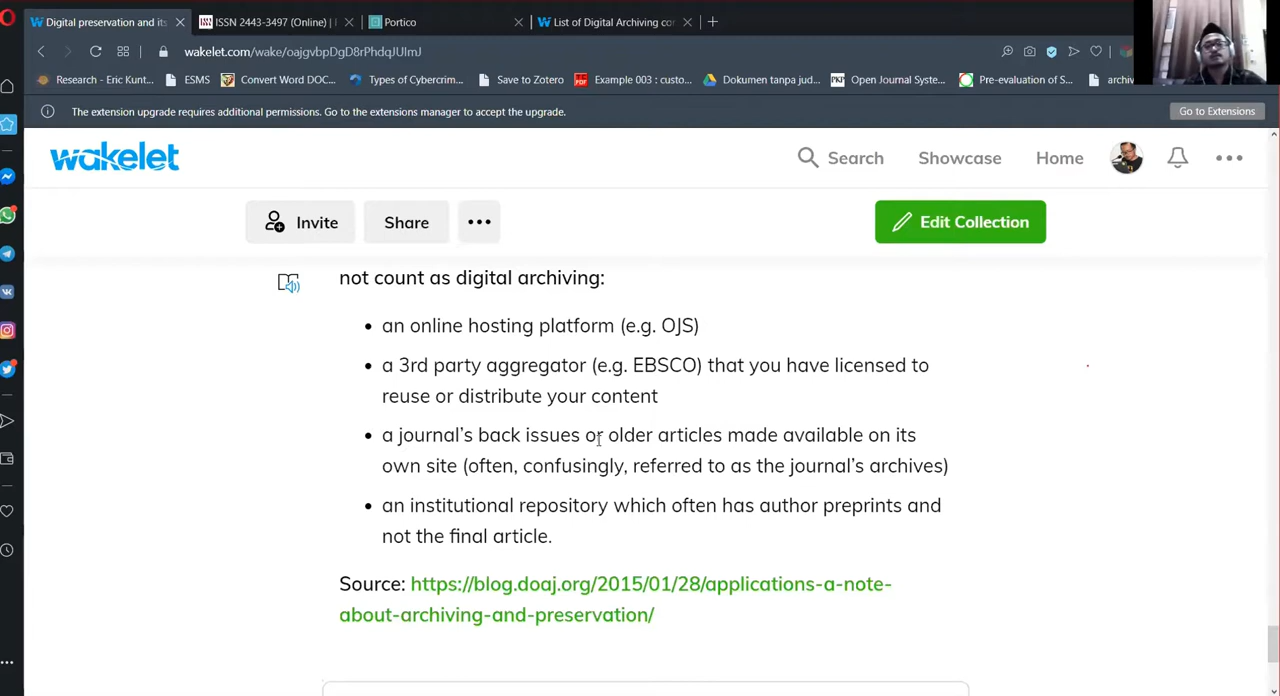 Digital preservation and its
ISSN 2443-3497 (Online) |
Portico
List of Digital Archiving co
wakelet.com/wake/oajgvbpDgD8rPhdqJUImJ
Research - Eric Kunt...
ESMS
Convert Word DOC...
Types of Cybercrim...
Save to Zotero
PDF
Example 003 : custo...
Dokumen tanpa jud...
PKP
Open Journal Syste...
Pre-evaluation of S...
archiv
The extension upgrade requires additional permissions. Go to the extensions manager to accept the upgrade.
Go to Extensions
wakelet
Search
Showcase
Home
Invite
Share
Edit Collection
not count as digital archiving:
• an online hosting platform (e.g. OJS)
• a 3rd party aggregator (e.g. EBSCO) that you have licensed to
reuse or distribute your content
• a journal's back issues or older articles made available on its
own site (often, confusingly, referred to as the journal's archives)
• an institutional repository which often has author preprints and
not the final article.
Source: https://blog.doaj.org/2015/01/28/applications-a-note-
about-archiving-and-preservation/